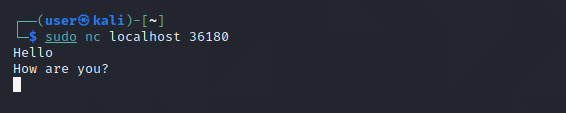 ┌──(user㉿kali)-[~]
└─$ sudo nc localhost 36180
Hello
How are you?